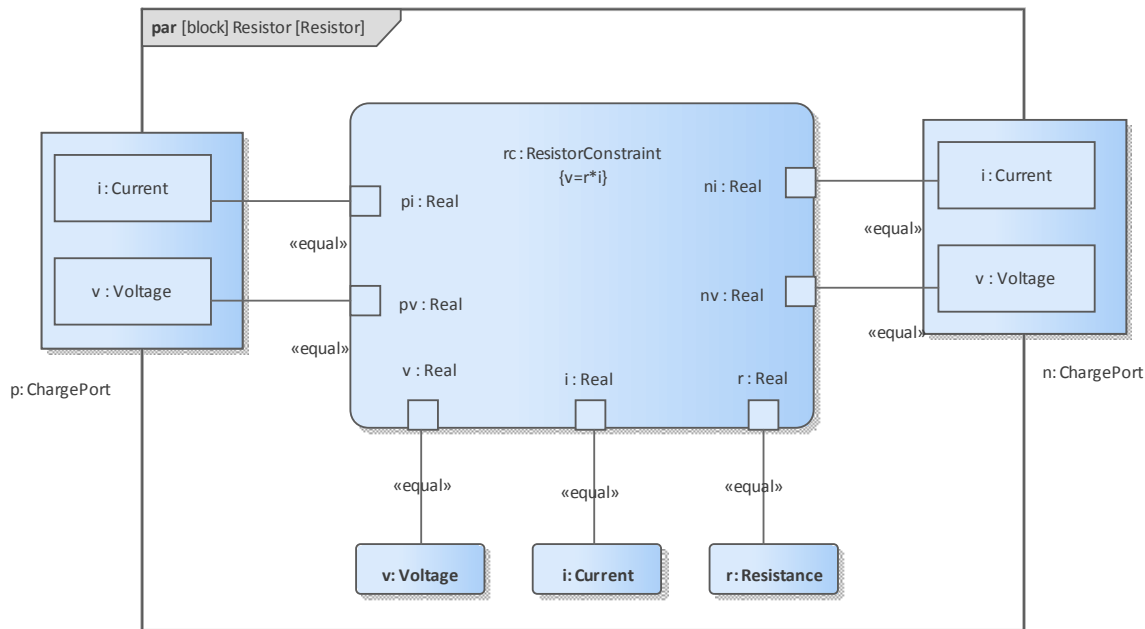 par [block] Resistor [Resistor]
i : Current
v : Voltage
p: ChargePort
rc : ResistorConstraint
{v=r*i}
pi : Real
pv : Real
ni : Real
nv : Real
v : Real
i : Real
r : Real
«equal»
«equal»
«equal»
«equal»
i : Current
v : Voltage
n: ChargePort
«equal»
«equal»
«equal»
v: Voltage
i: Current
r: Resistance